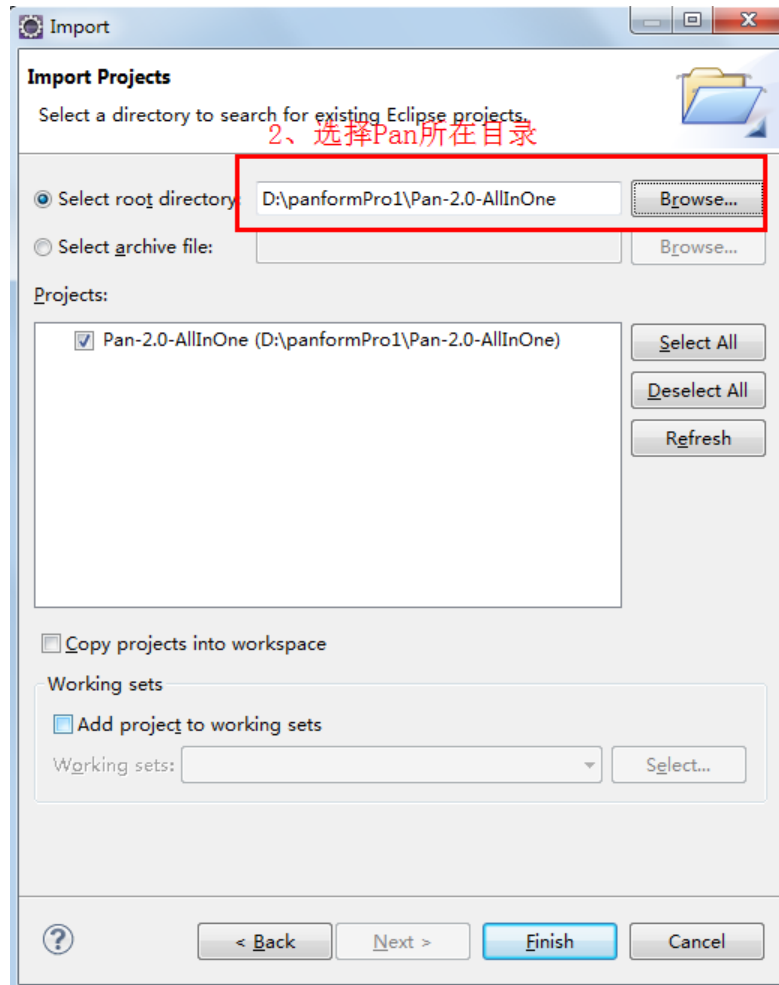 Import
Import Projects
Select a directory to search for existing Eclipse projects.
2、选择Pan所在目录
Select root directory: D:\panformPro1\Pan-2.0-AllInOne Browse...
Select archive file: Browse...
Projects:
Pan-2.0-AllInOne (D:\panformPro1\Pan-2.0-AllInOne)
Select All
Deselect All
Refresh
Copy projects into workspace
Working sets
Add project to working sets
Working sets: Select...
? < Back Next > Finish Cancel